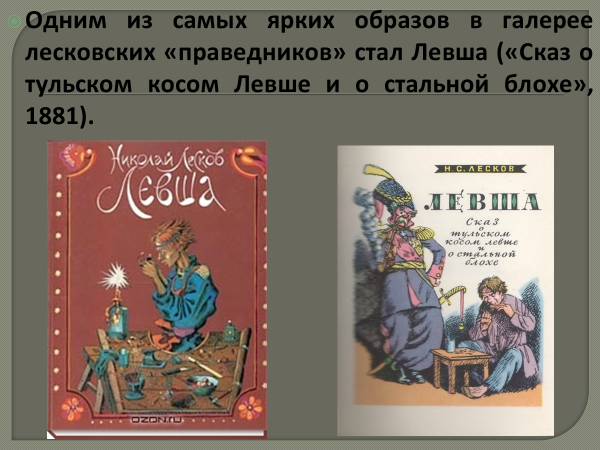 Одним из самых ярких образов в галерее
лесковских «праведников» стал Левша («Сказ о
тульском косом Левше и о стальной блохе»,
1881).
Николай Лесков
ЛЕВША
OZON.RU
Н.С.ЛЕСКОВ
ЛЕВША
Сказ
о
тульском
косом левше
и
о стальной
блохе